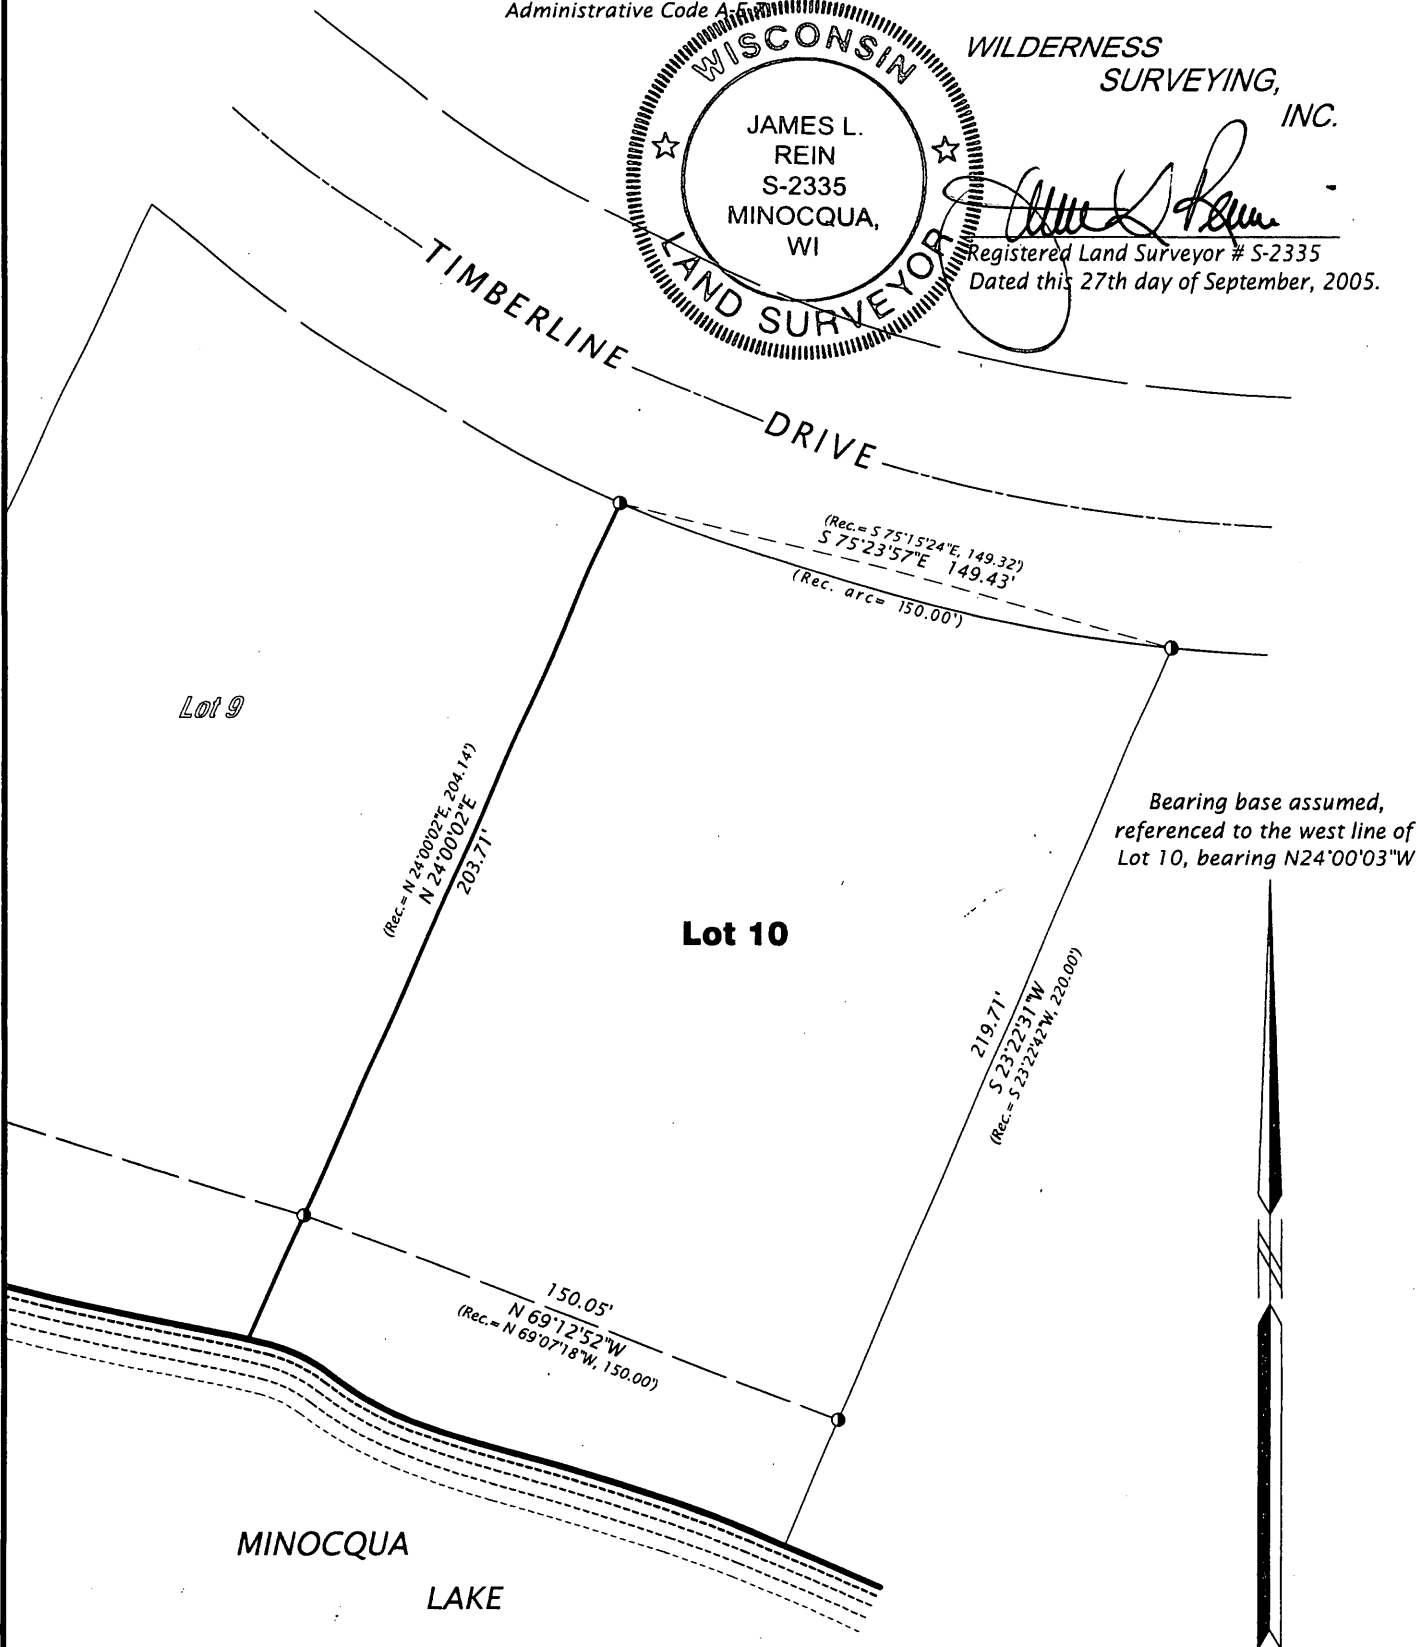 Administrative Code A-E 7
WISCONSIN
JAMES L.
REIN
S-2335
MINOCQUA,
WI
LAND SURVEYOR
WILDERNESS
SURVEYING,
INC.
Registered Land Surveyor # S-2335
Dated this 27th day of September, 2005.
TIMBERLINE DRIVE
(Rec.= S 75°15'24"E, 149.32')
S 75°23'57"E 149.43'
(Rec. arc= 150.00')
Lot 9
(Rec.= N 24°00'02"E, 204.14')
N 24°00'02"E
203.71'
Bearing base assumed,
referenced to the west line of
Lot 10, bearing N24°00'03"W
Lot 10
219.71'
S 23°22'31"W
(Rec.= S 23°22'42"W, 220.00')
150.05'
N 69°12'52"W
(Rec.= N 69°07'18"W, 150.00')
MINOCQUA
LAKE